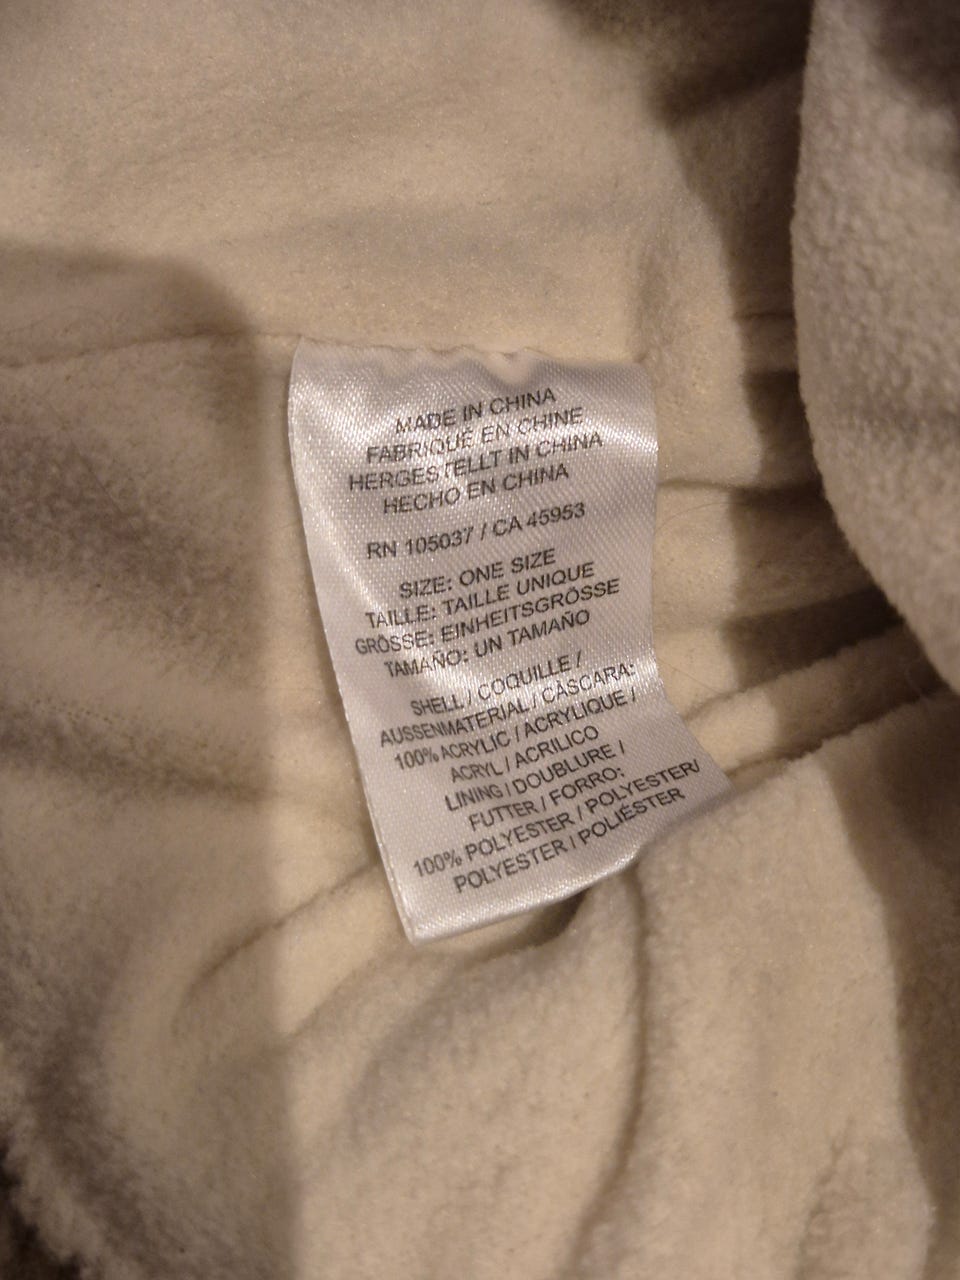 MADE IN CHINA
FABRIQUÉ EN CHINE
HERGESTELLT IN CHINA
HECHO EN CHINA
RN 105037 / CA 45953
SIZE: ONE SIZE
TAILLE: TAILLE UNIQUE
GRÖSSE: EINHEITSGRÖSSE
TAMAÑO: UN TAMAÑO
SHELL / COQUILLE /
AUSSENMATERIAL / CÁSCARA:
100% ACRYLIC / ACRYLIQUE /
ACRYL / ACRILICO
LINING / DOUBLURE /
FUTTER / FORRO:
100% POLYESTER / POLYESTER/
POLYESTER / POLIÉSTER